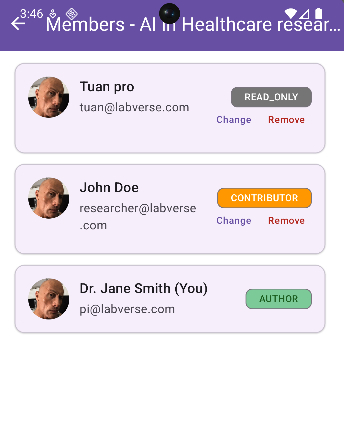 3:46
Members - AI in Healthcare resear...
Tuan pro
tuan@labverse.com
READ_ONLY
Change Remove
John Doe
researcher@labverse
.com
CONTRIBUTOR
Change Remove
Dr. Jane Smith (You)
pi@labverse.com
AUTHOR